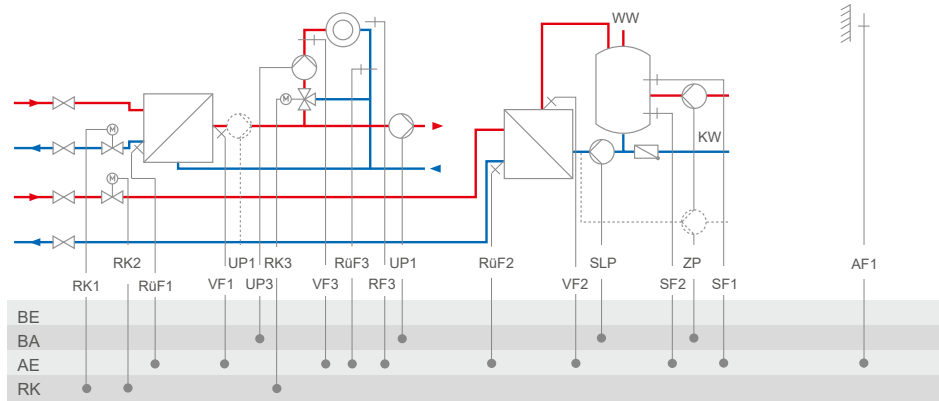 WW
M
KW
M
RK2 UP1 RK3 RüF3 UP1 RüF2 SLP ZP AF1
RK1 RüF1 VF1 UP3 VF3 RF3 VF2 SF2 SF1
M
BE
BA
AE
RK